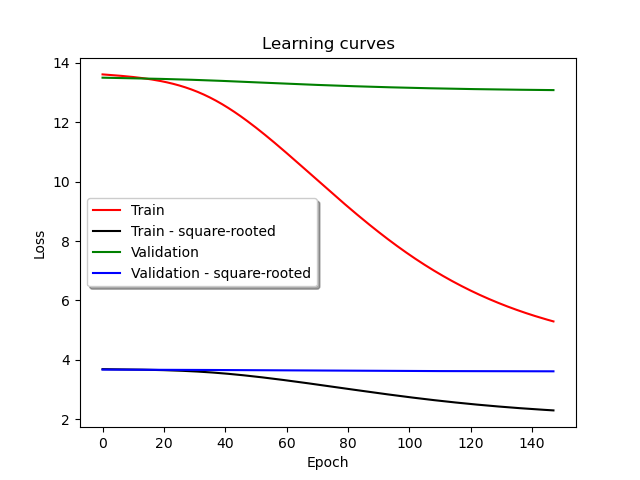 Learning curves
Loss
14
12
10
8
6
4
2
Train
Train - square-rooted
Validation
Validation - square-rooted
0 20 40 60 80 100 120 140
Epoch